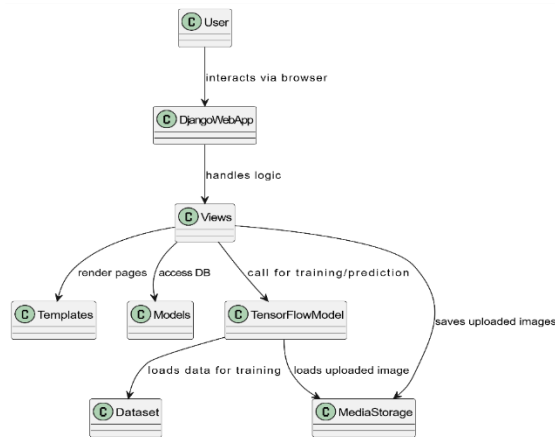 C User
interacts via browser
C DjangoWebApp
handles logic
C Views
render pages
access DB
call for training/prediction
C Templates
C Models
C TensorFlowModel
saves uploaded images
loads data for training
loads uploaded image
C Dataset
C MediaStorage